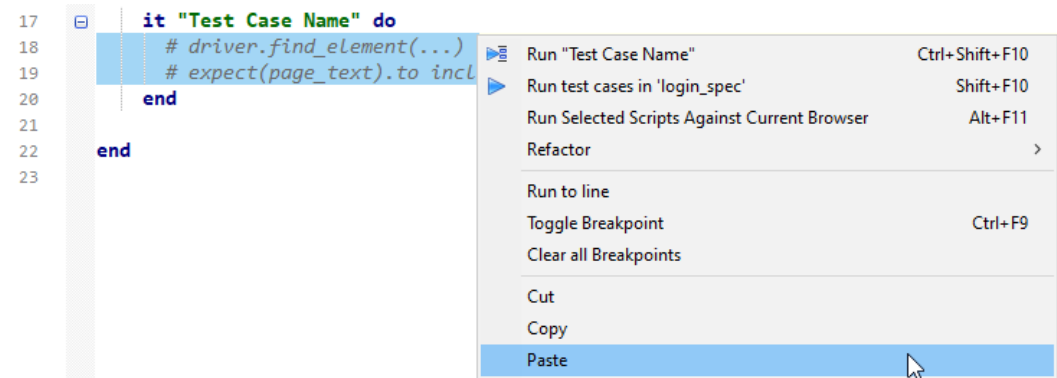 17 it "Test Case Name" do
18 # driver.find_element(...)
19 # expect(page_text).to incl
20 end
21
22 end
23
Run "Test Case Name" Ctrl+Shift+F10
Run test cases in 'login_spec' Shift+F10
Run Selected Scripts Against Current Browser Alt+F11
Refactor
Run to line
Toggle Breakpoint Ctrl+F9
Clear all Breakpoints
Cut
Copy
Paste